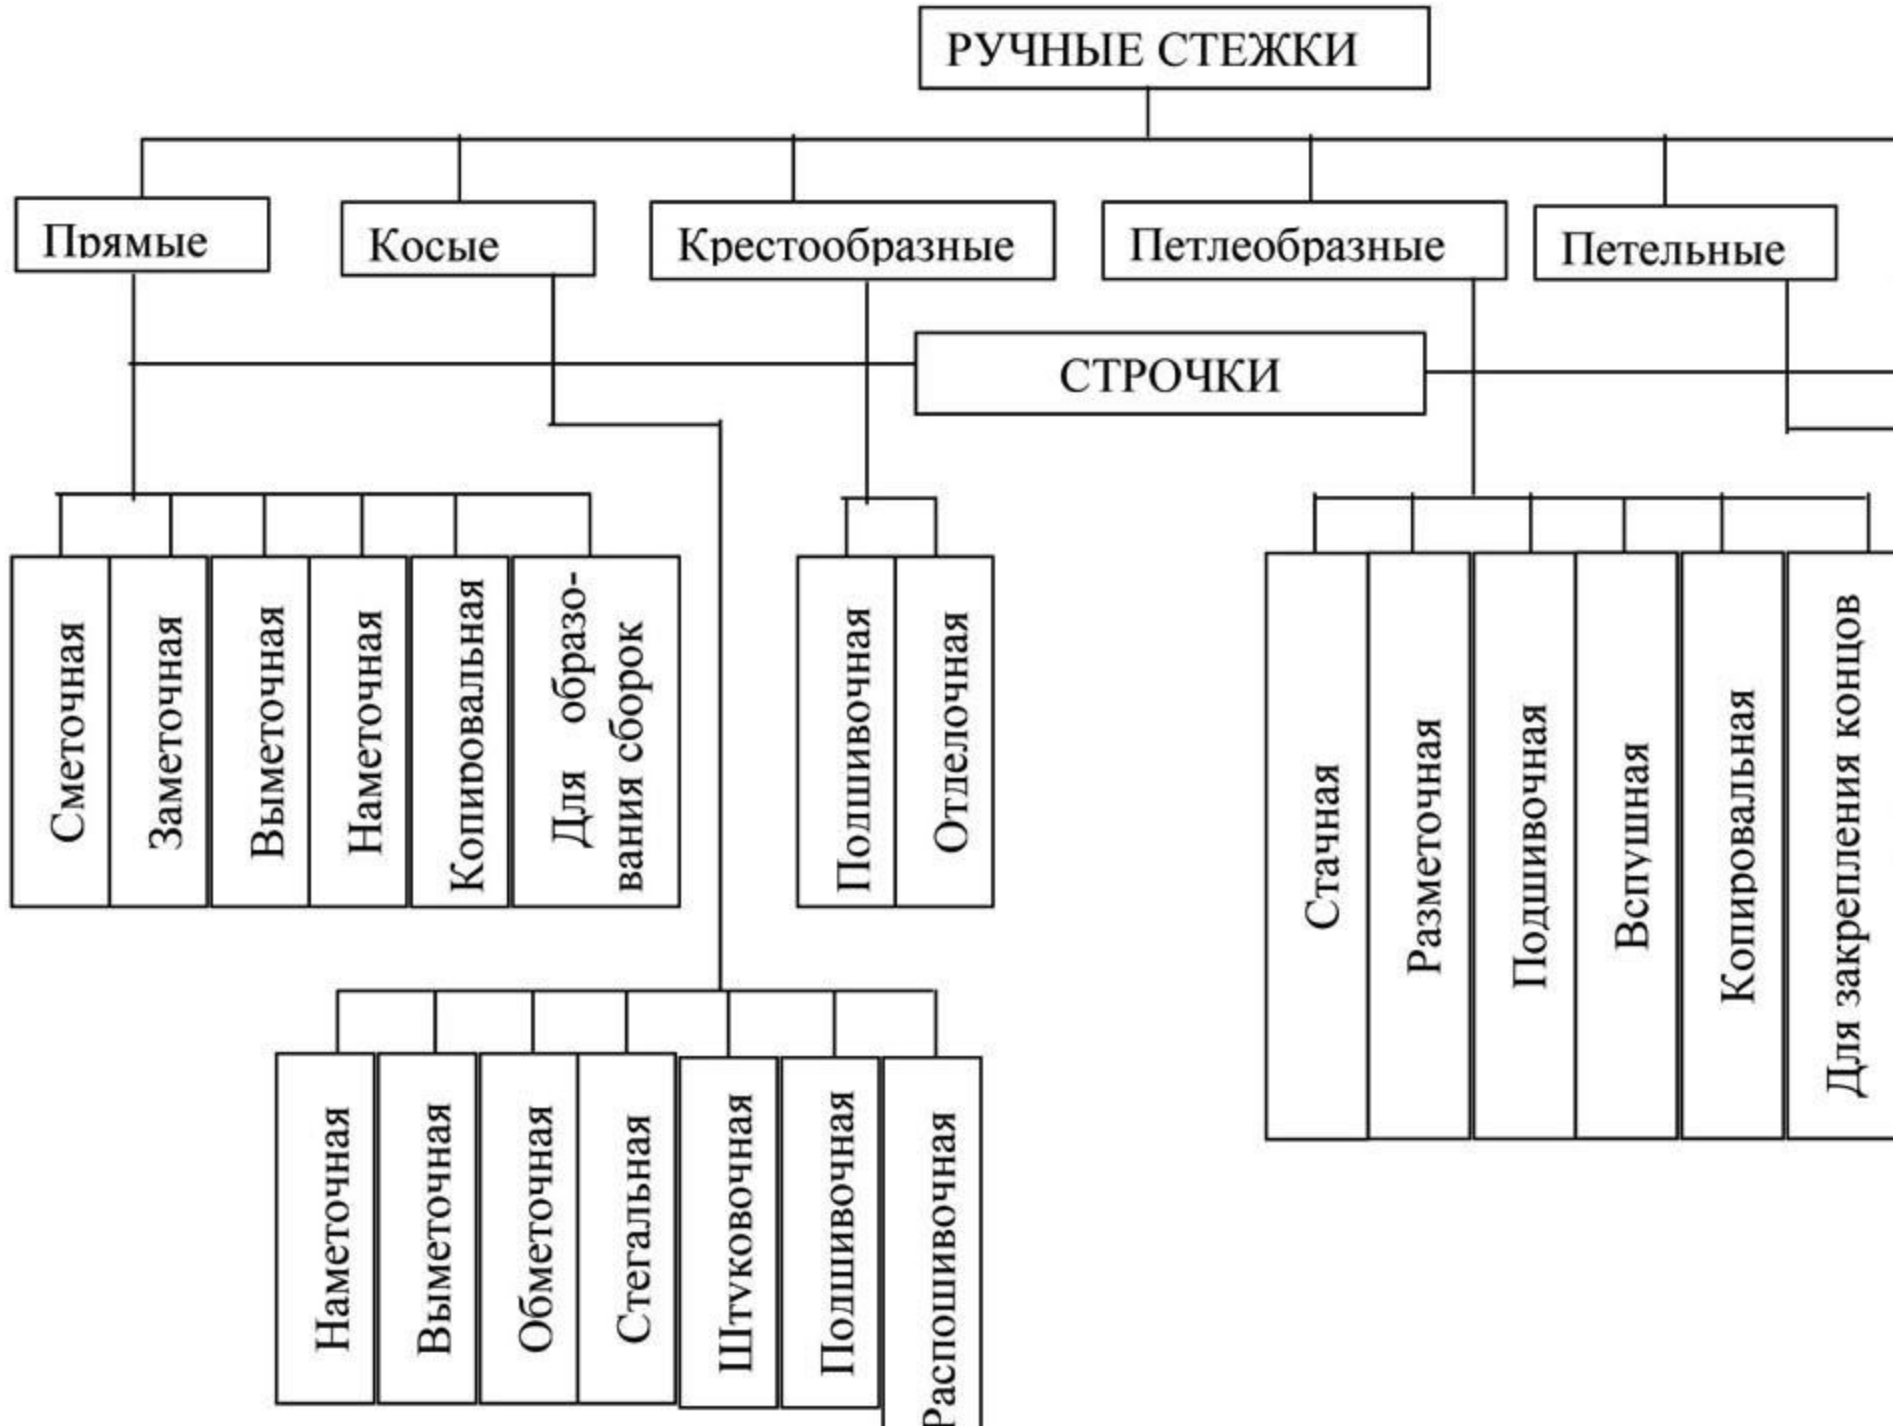 РУЧНЫЕ СТЕЖКИ
Прямые
Косые
Крестообразные
Петлеобразные
Петельные
СТРОЧКИ
Сметочная
Заметочная
Выметочная
Наметочная
Копировальная
Для образо-
вания сборок
Подшивочная
Отделочная
Стачная
Разметочная
Подшивочная
Вспушная
Копировальная
Для закрепления концов
Наметочная
Выметочная
Обметочная
Стегальная
Штуковочная
Подшивочная
Распошивочная